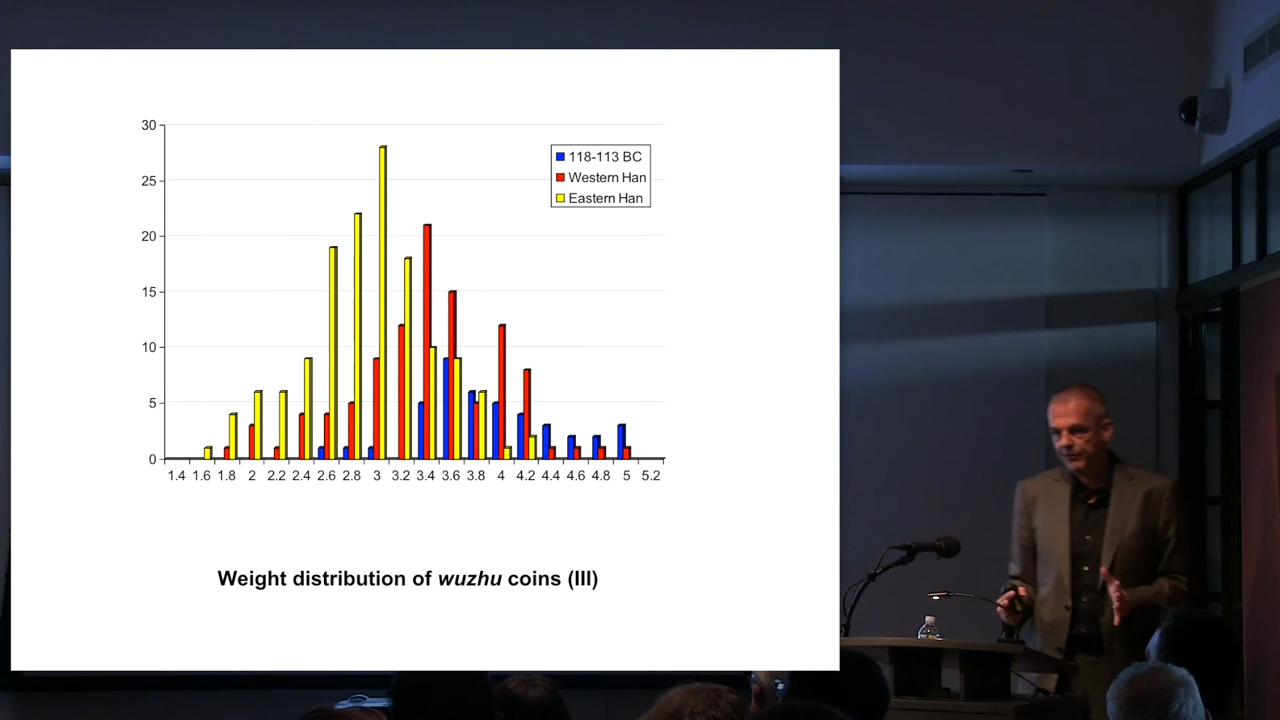 30
25
20
15
10
5
0
118-113 BC
Western Han
Eastern Han
1.4 1.6 1.8 2 2.2 2.4 2.6 2.8 3 3.2 3.4 3.6 3.8 4 4.2 4.4 4.6 4.8 5 5.2
Weight distribution of wuzhu coins (III)